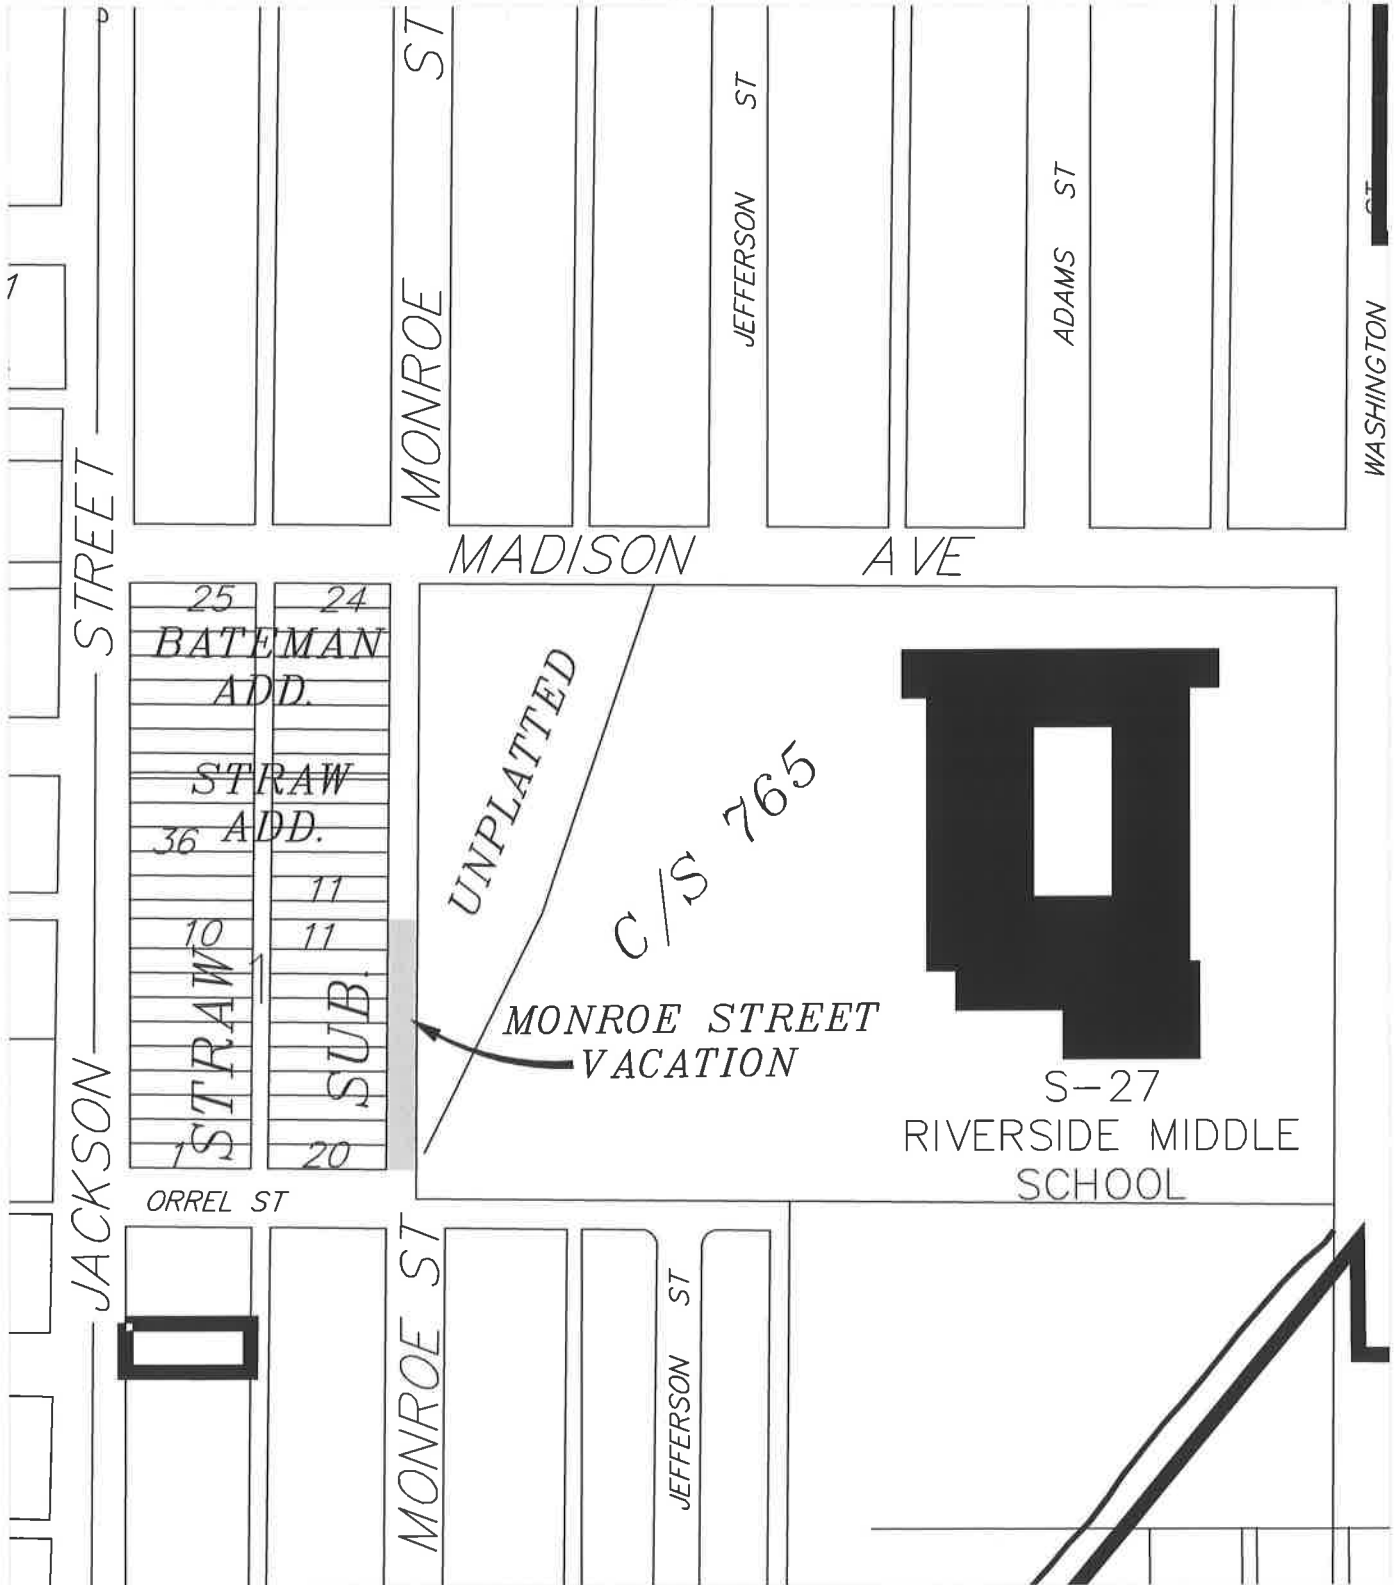 MONROE ST
JEFFERSON ST
ADAMS ST
WASHINGTON
1
JACKSON STREET
MADISON AVE
25 24
BATEMAN
ADD.
STRAW
ADD.
36
11
10 11
1
STRAW SUB.
1 20
UNPLATTED
C/S 765
MONROE STREET
VACATION
S-27
RIVERSIDE MIDDLE
SCHOOL
ORREL ST
MONROE ST
JEFFERSON ST